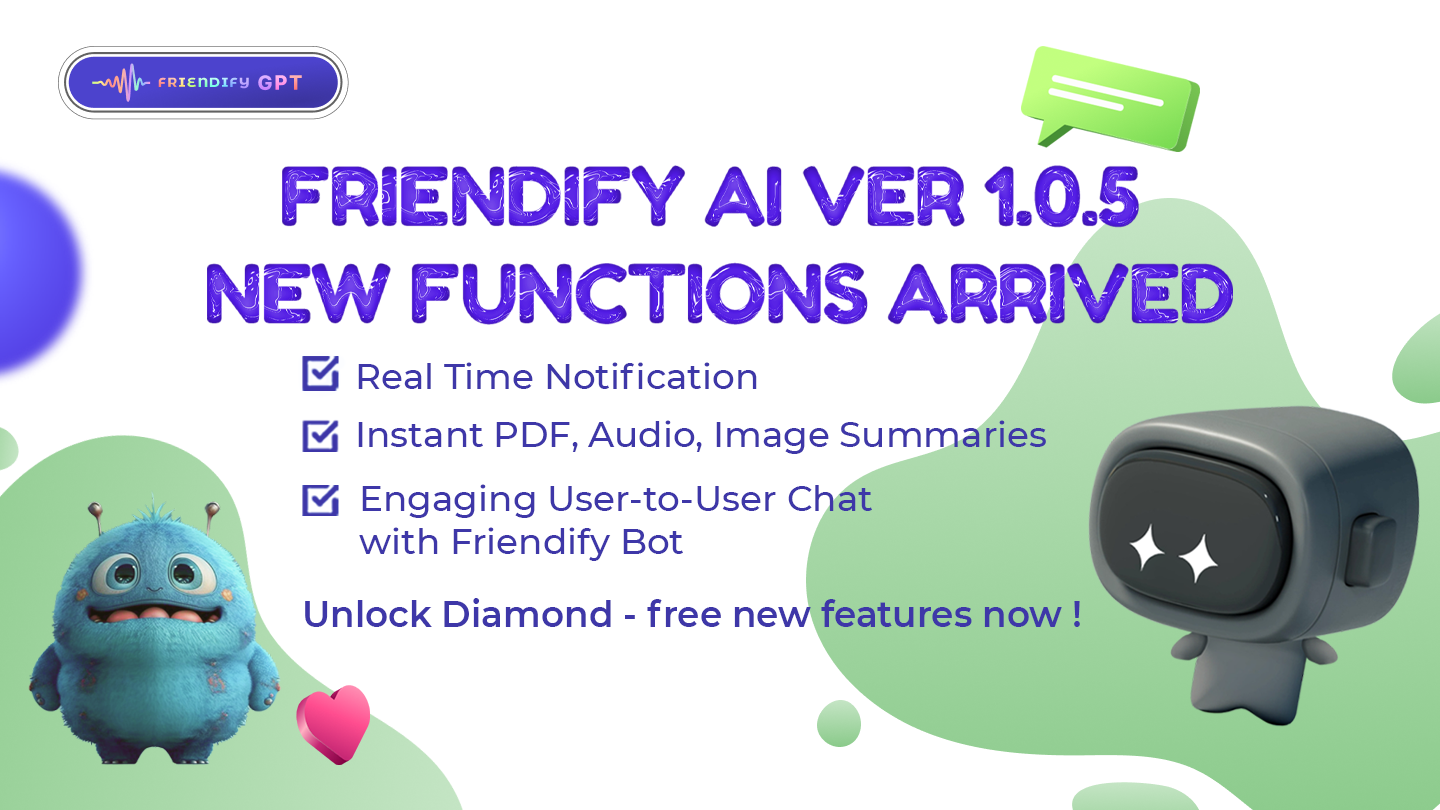 FRIENDIFY GPT
FRIENDIFY AI VER 1.0.5
NEW FUNCTIONS ARRIVED
Real Time Notification
Instant PDF, Audio, Image Summaries
Engaging User-to-User Chat
with Friendify Bot
Unlock Diamond - free new features now !